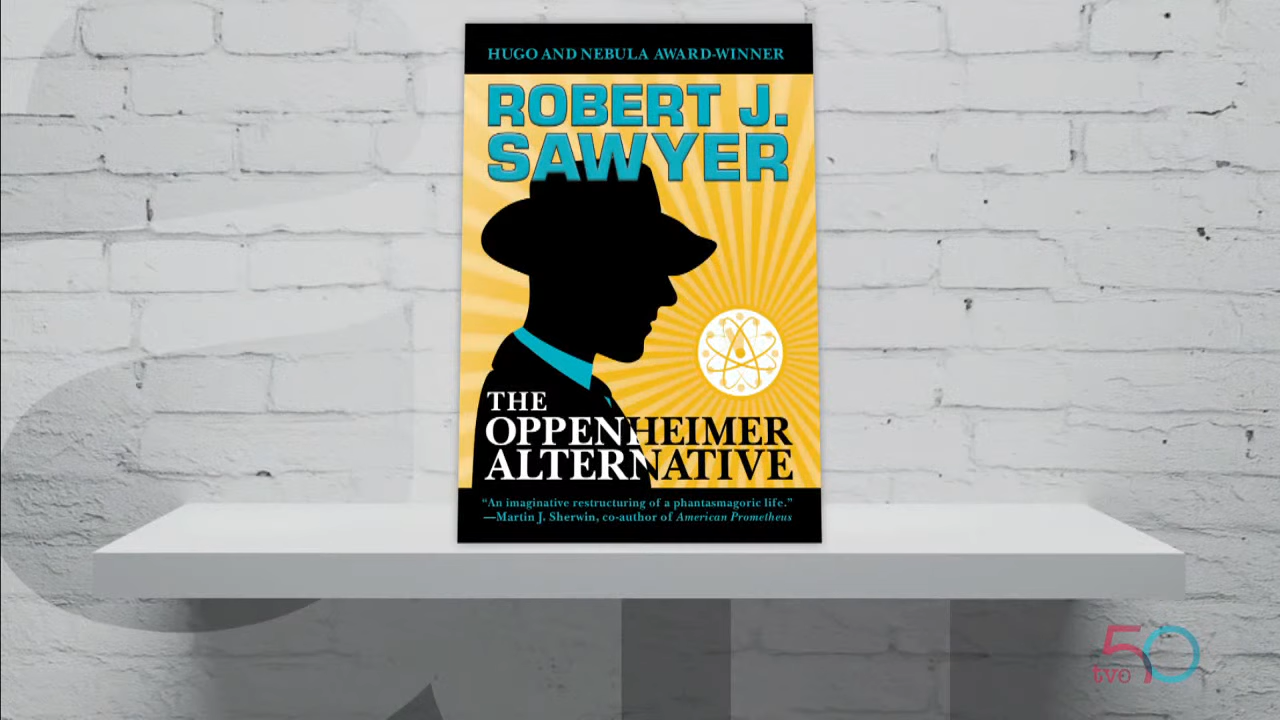 HUGO AND NEBULA AWARD-WINNER
ROBERT J.
SAWYER
THE
OPPENHEIMER
ALTERNATIVE
“An imaginative restructuring of a phantasmagoric life.”
—Martin J. Sherwin, co-author of American Prometheus
50
tvo